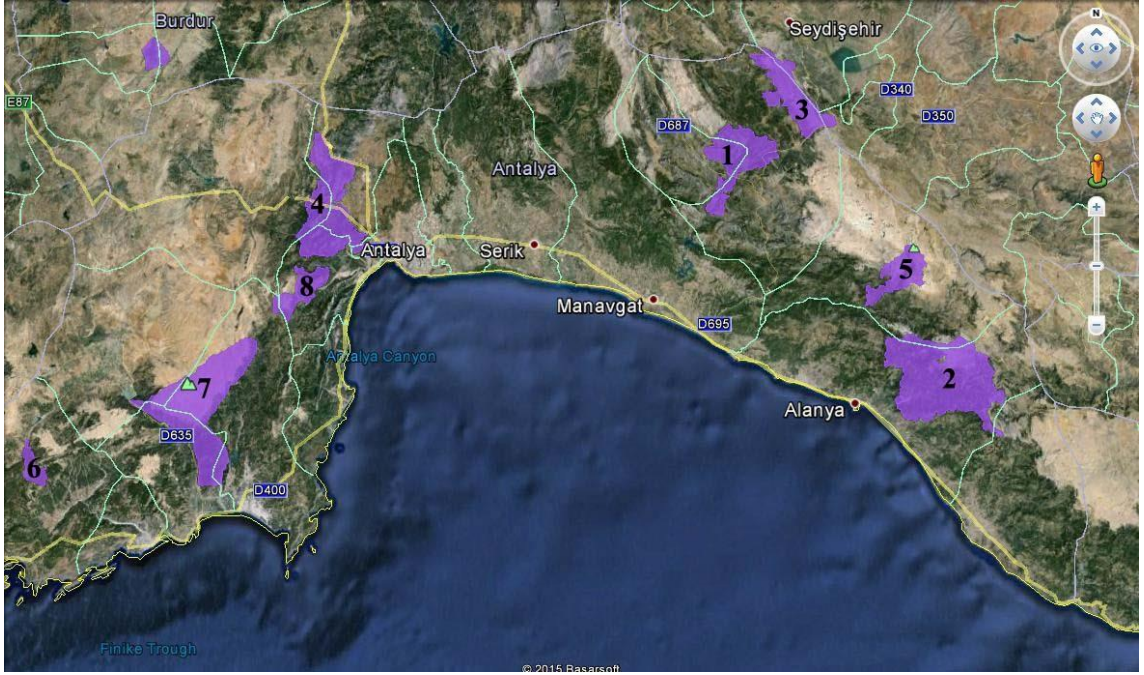 Burdur
Seydişehir
N
E87
D340
3
D350
D687
1
Antalya
4
Antalya
Serik
5
8
Manavgat
D695
Antalya Canyon
2
7
Alanya
D635
6
D400
Finike Trough
© 2015 Basarsoft